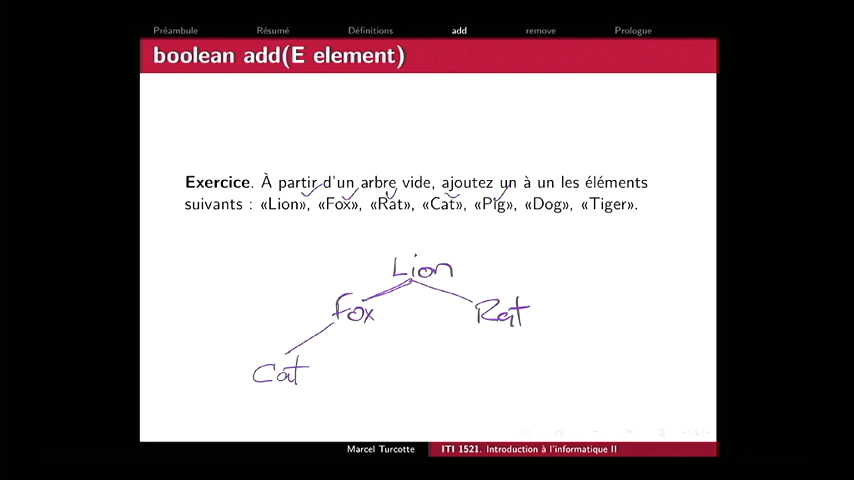 Préambule Résumé Définitions add remove Prologue
boolean add(E element)
Exercice. À partir d'un arbre vide, ajoutez un à un les éléments
suivants : «Lion», «Fox», «Rat», «Cat», «Pig», «Dog», «Tiger».
Lion
Fox Rat
Cat
Marcel Turcotte ITI 1521. Introduction à l'informatique II